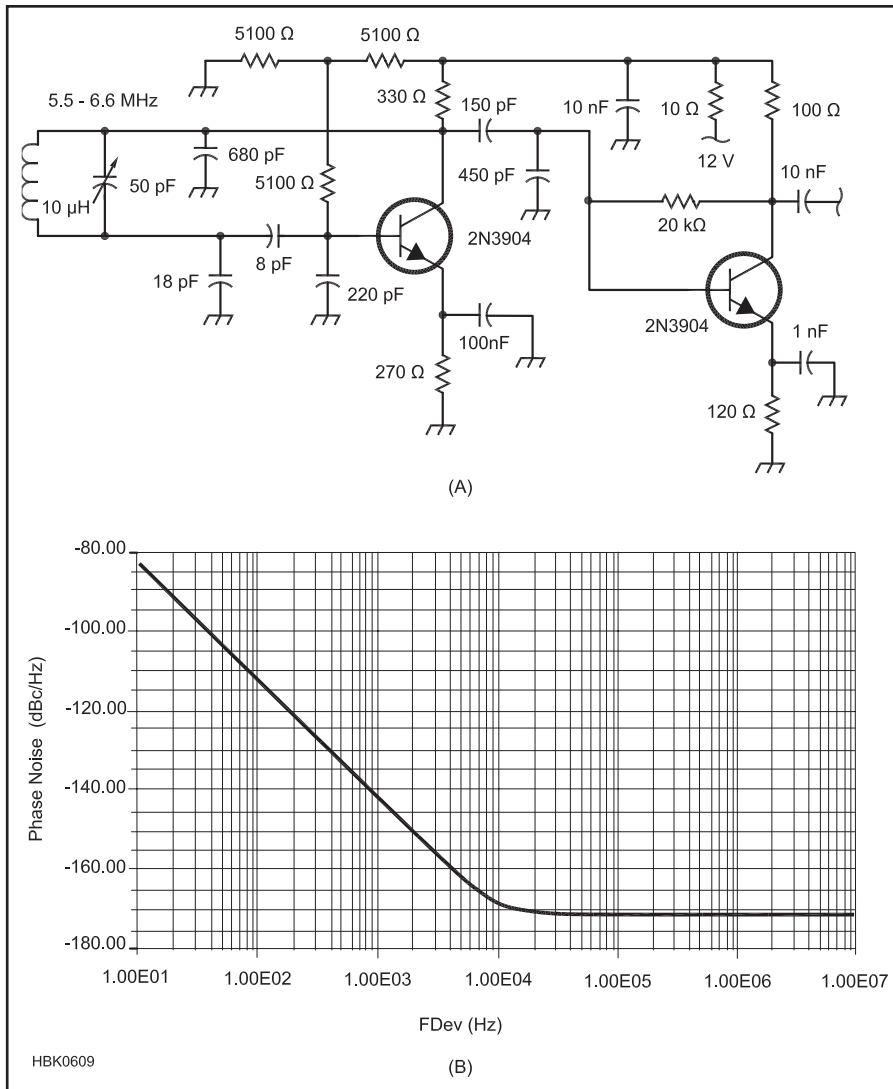 5100 Ω 5100 Ω
5.5 - 6.6 MHz
330 Ω 150 pF 10 nF 10 Ω 100 Ω
12 V
680 pF 450 pF 10 nF
50 pF 5100 Ω
10 µH 20 kΩ
2N3904
18 pF 8 pF 220 pF
2N3904 1 nF
100nF
270 Ω
120 Ω
(A)
Phase Noise (dBc/Hz)
-80.00
-100.00
-120.00
-140.00
-160.00
-180.00
1.00E01 1.00E02 1.00E03 1.00E04 1.00E05 1.00E06 1.00E07
FDev (Hz)
HBK0609
(B)